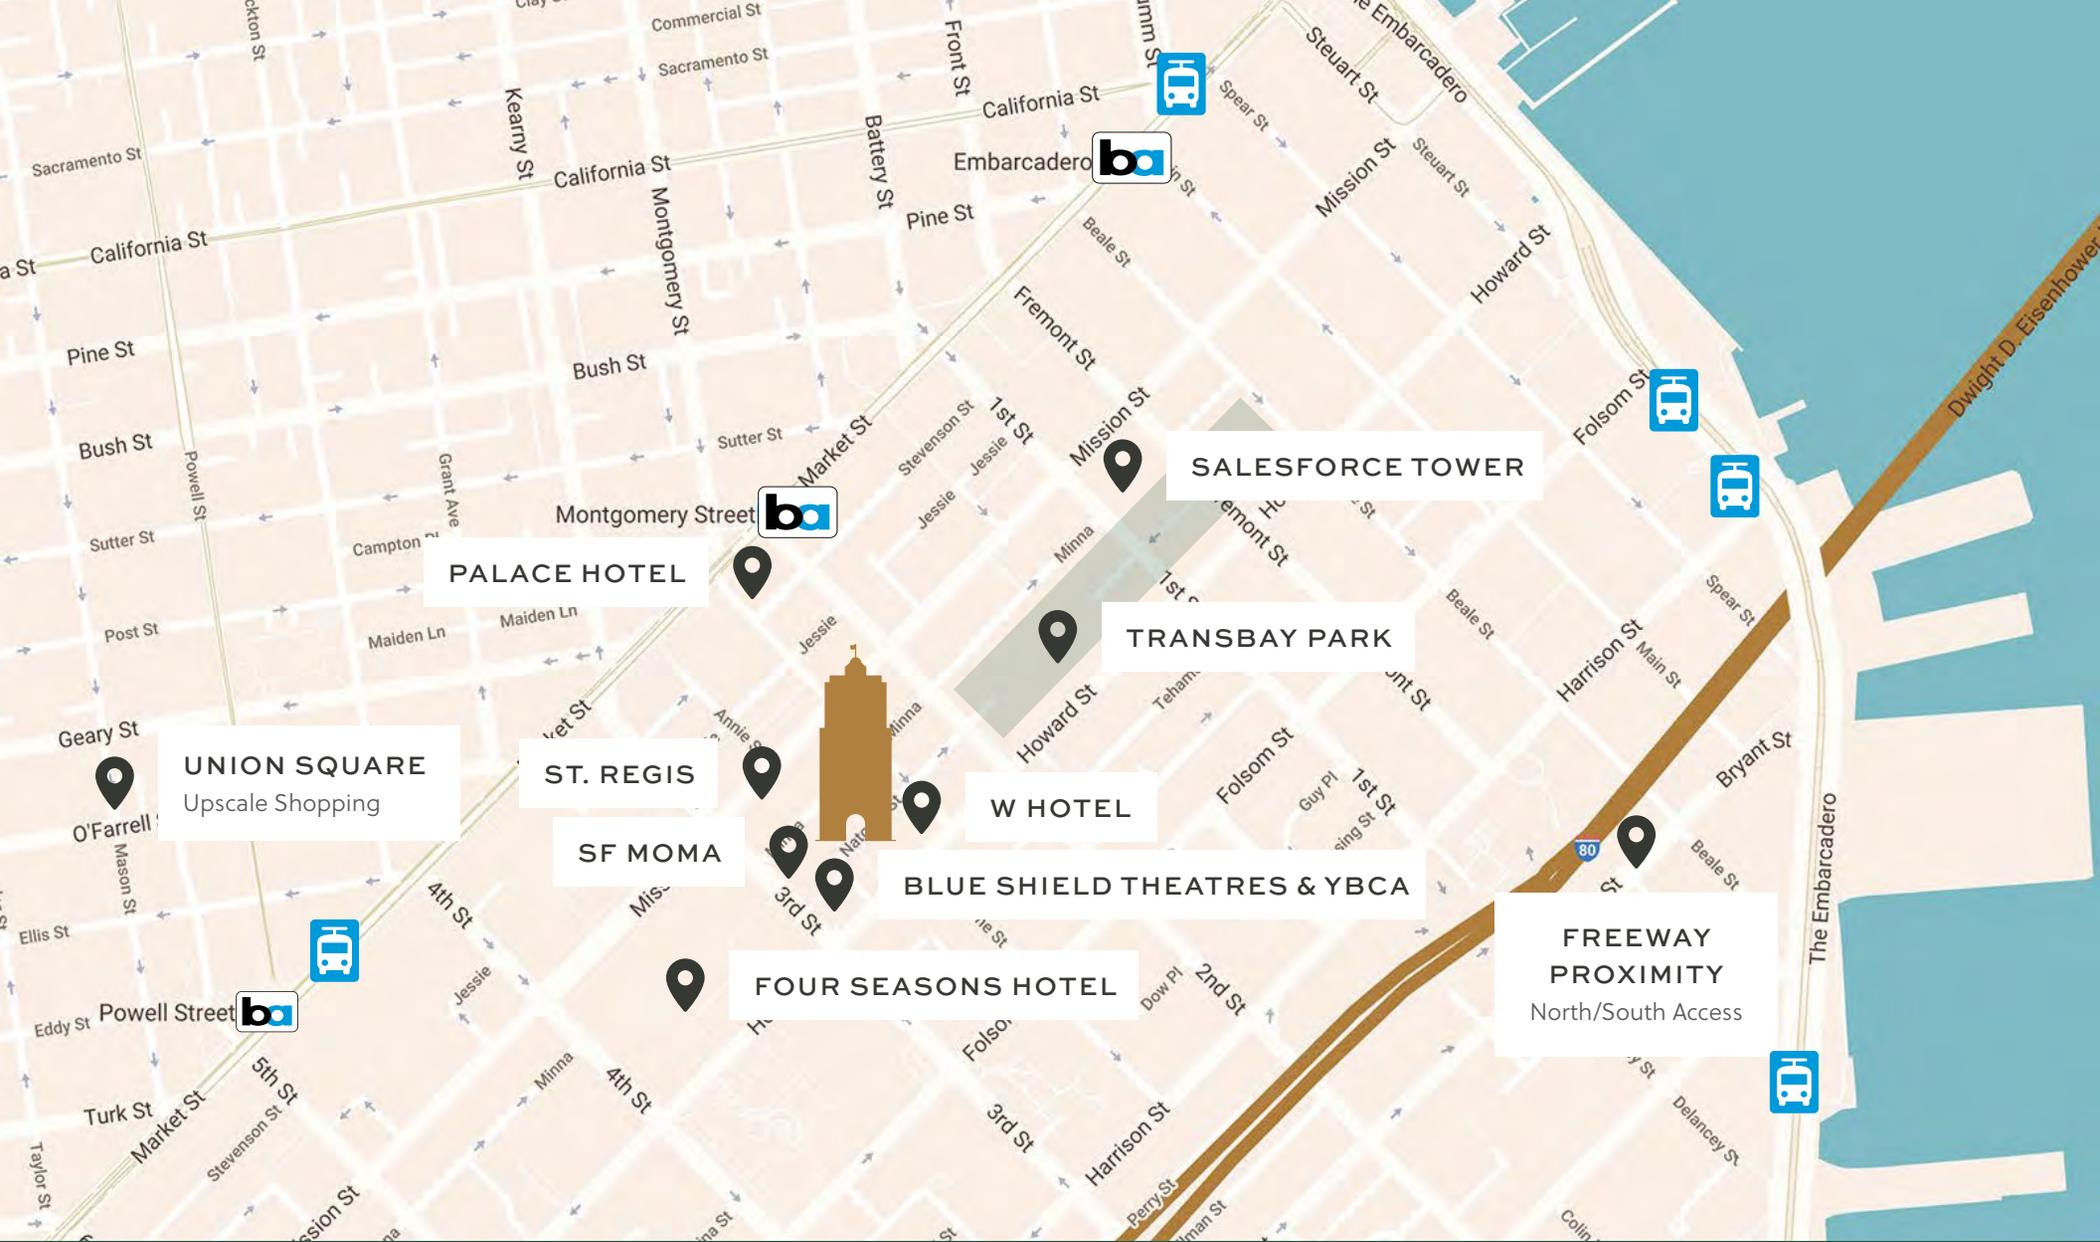 Commercial St
Sacramento St
Front St
Steuart St
The Embarcadero
Kearny St
California St
Spear St
Battery St
Embarcadero
ba
Sacramento St
California St
Mission St
Steuart St
Montgomery St
Pine St
Beale St
California St
Howard St
Dwight D. Eisenhower
Fremont St
Pine St
Bush St
Folsom St
1st St
Mission St
Bush St
Sutter St
Market St
Stevenson St
Jessie
SALESFORCE TOWER
Powell St
Grant Ave
Montgomery Street
ba
Jessie
Minna
Fremont St
Sutter St
Campton Pl
PALACE HOTEL
1st S
Beale St
Spear St
Post St
Maiden Ln
Maiden Ln
Jessie
TRANSBAY PARK
Harrison St
Main St
Geary St
Annie S
Minna
Howard St
Folsom St
Bryant St
UNION SQUARE
Upscale Shopping
ST. REGIS
W HOTEL
Guy Pl
1st St
O'Farrell
Mason St
SF MOMA
80
Beale St
The Embarcadero
BLUE SHIELD THEATRES & YBCA
4th St
3rd St
Ellis St
FREEWAY
PROXIMITY
North/South Access
Jessie
FOUR SEASONS HOTEL
Dow Pl
2nd St
Powell Street
ba
Eddy St
5th St
Minna
4th St
Turk St
Market St
Stevenson St
3rd St
Harrison St
Delancey St
Taylor St
Perry St